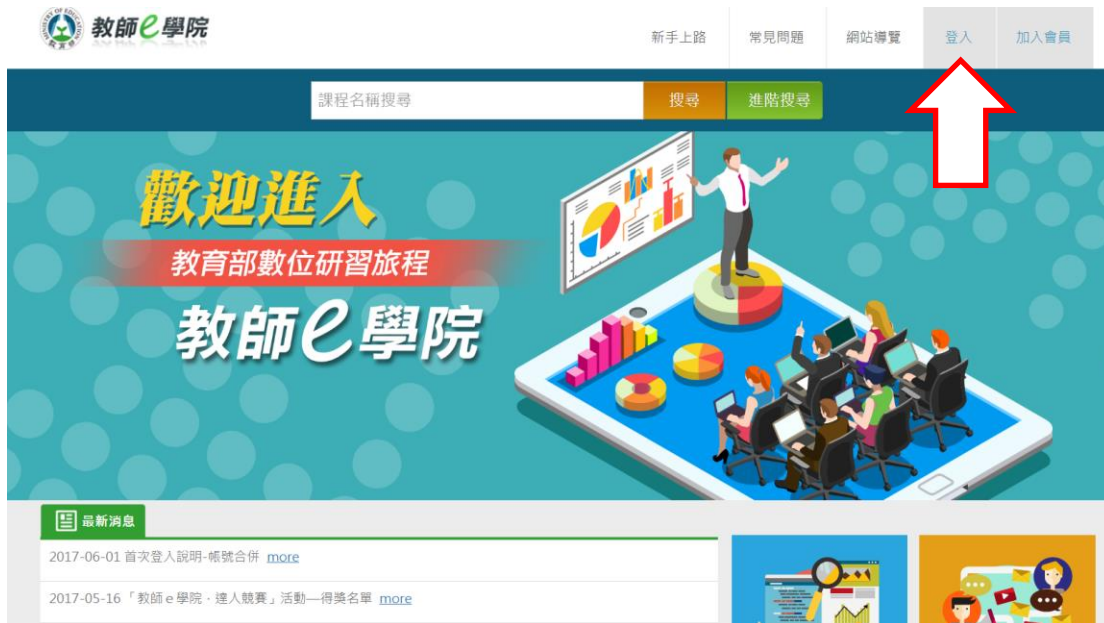 教師e學院
新手上路 常見問題 網站導覽 登入 加入會員
課程名稱搜尋 搜尋 進階搜尋
歡迎進入
教育部數位研習旅程
教師e學院
最新消息
2017-06-01 首次登入說明-帳號合併 more
2017-05-16 「教師e學院．達人競賽」活動—得獎名單 more